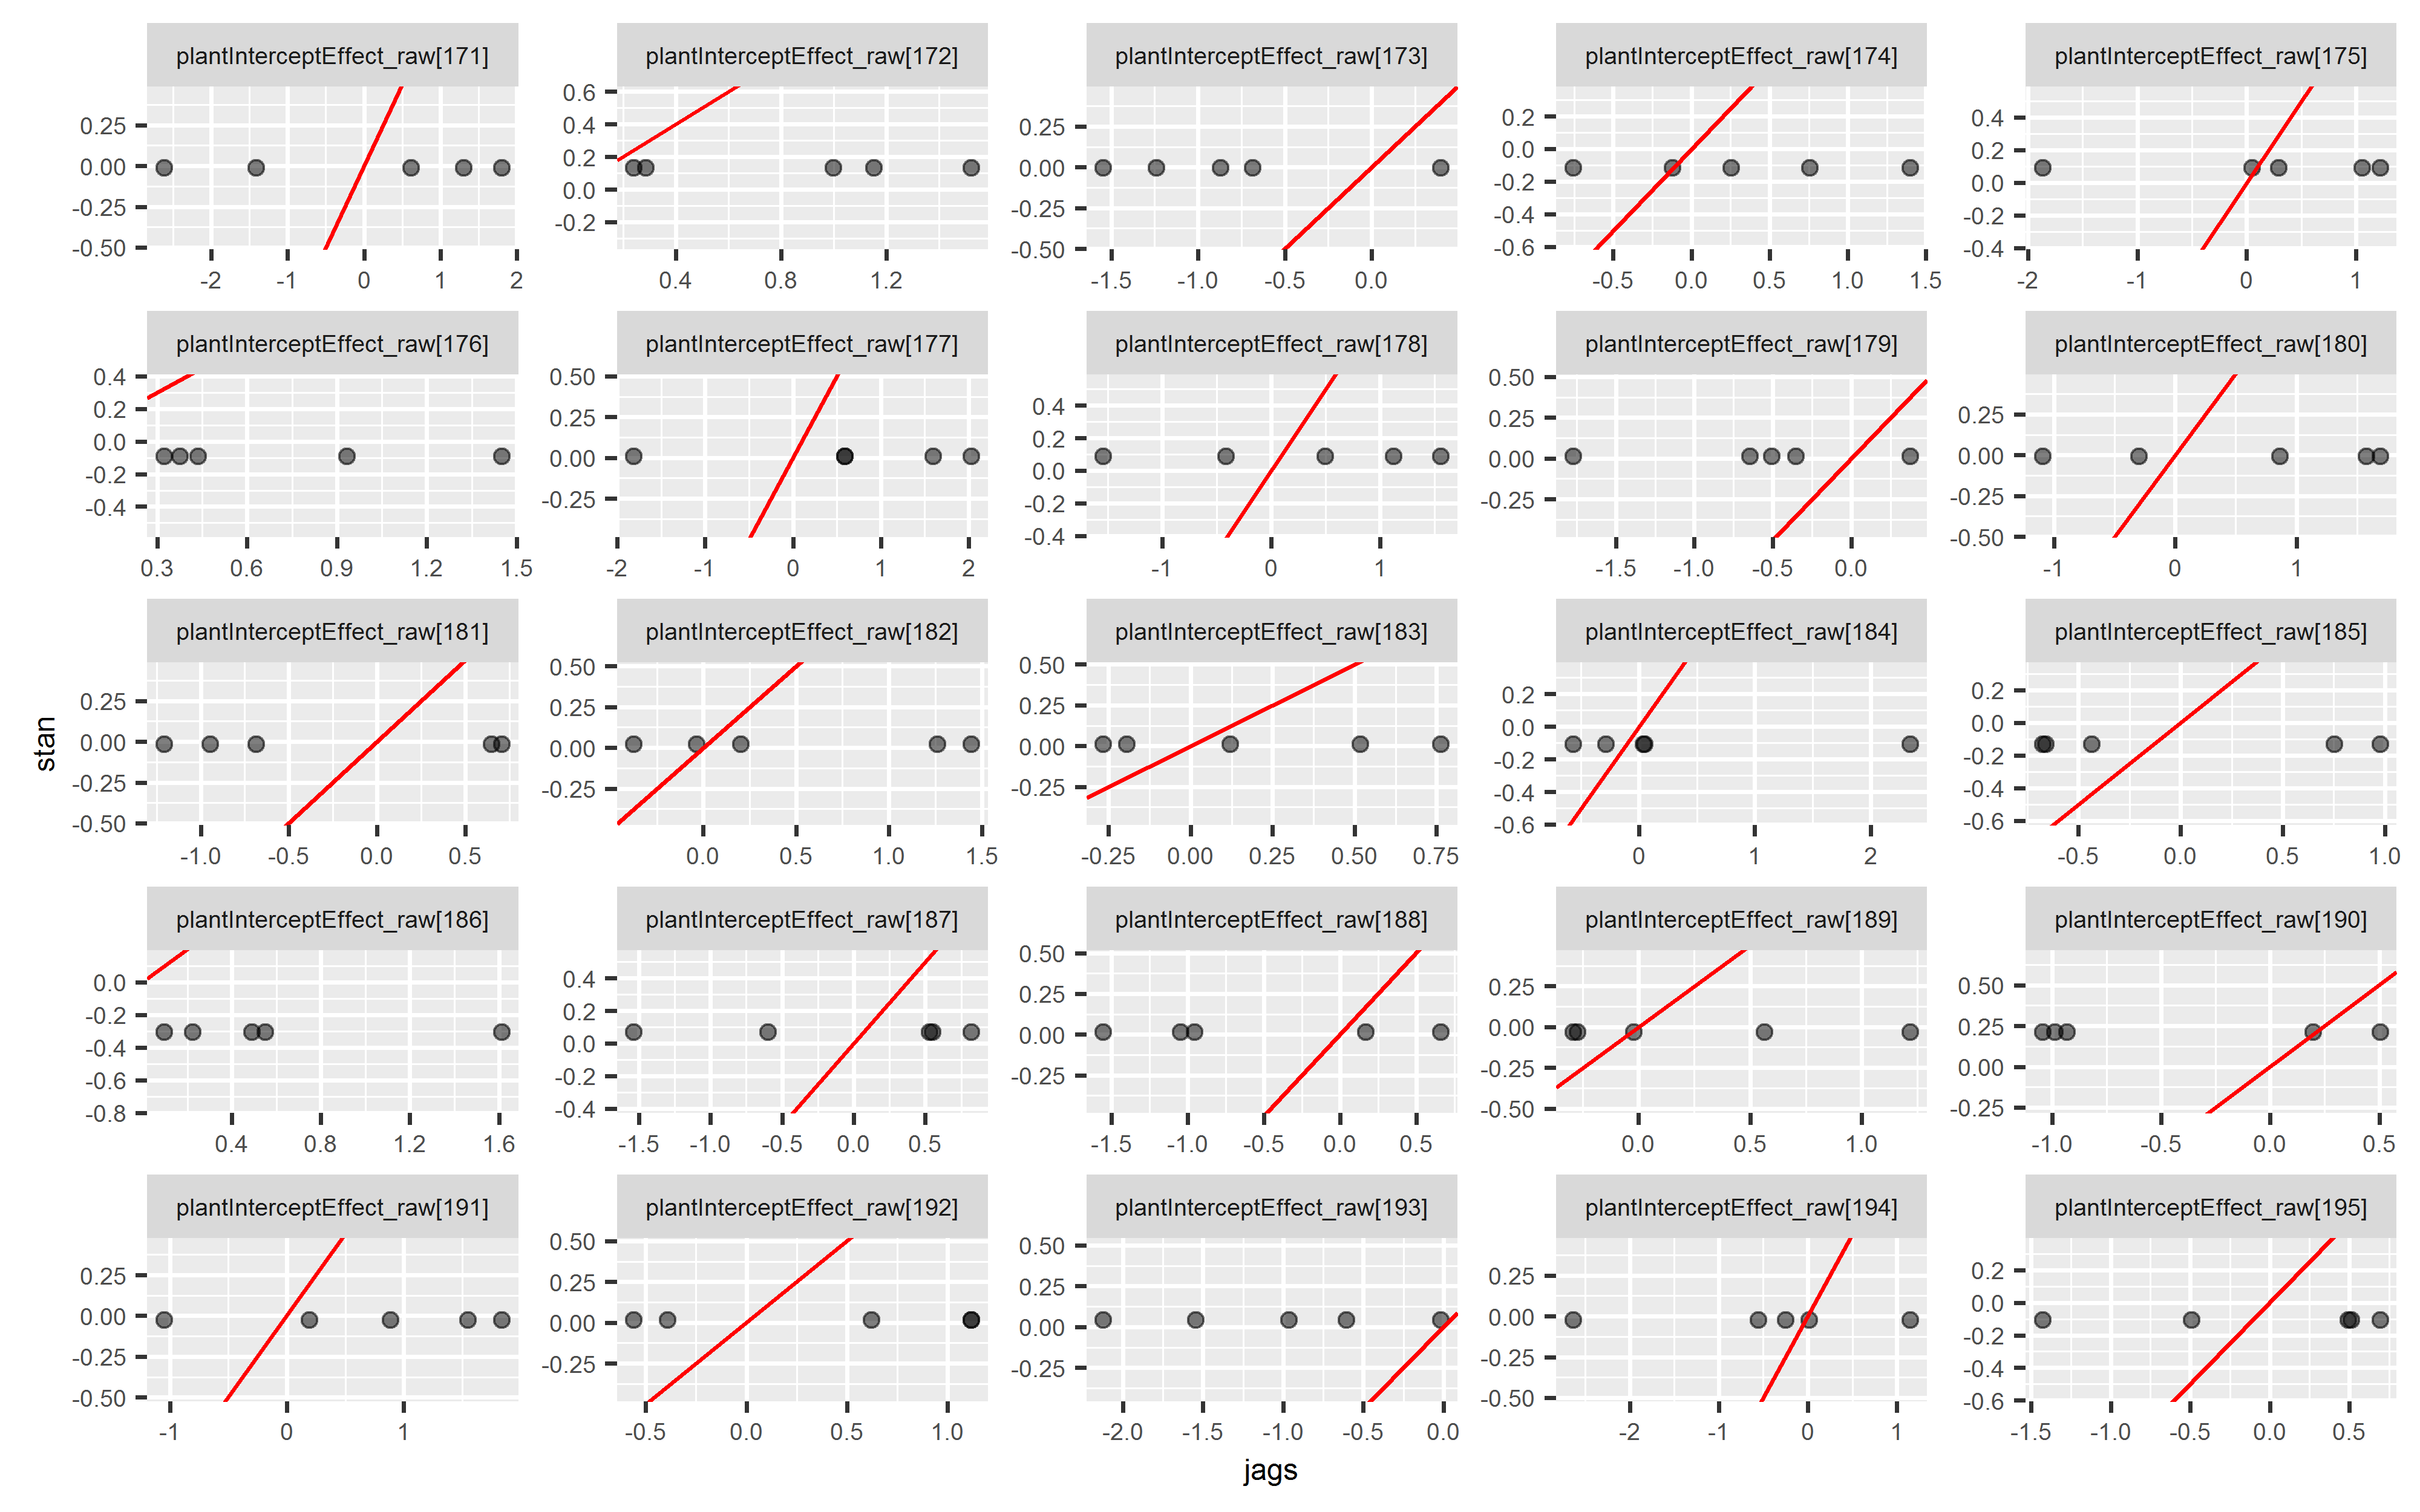 plantInterceptEffect_raw[171] plantInterceptEffect_raw[172] plantInterceptEffect_raw[173] plantInterceptEffect_raw[174] plantInterceptEffect_raw[175]
0.25 0.00 -0.25 -0.50
-2 -1 0 1 2
0.6 0.4 0.2 0.0 -0.2
0.4 0.8 1.2
0.25 0.00 -0.25 -0.50
-1.5 -1.0 -0.5 0.0
0.2 0.0 -0.2 -0.4 -0.6
-0.5 0.0 0.5 1.0 1.5
0.4 0.2 0.0 -0.2 -0.4
-2 -1 0 1
plantInterceptEffect_raw[176] plantInterceptEffect_raw[177] plantInterceptEffect_raw[178] plantInterceptEffect_raw[179] plantInterceptEffect_raw[180]
0.4 0.2 0.0 -0.2 -0.4
0.3 0.6 0.9 1.2 1.5
0.50 0.25 0.00 -0.25
-2 -1 0 1 2
0.4 0.2 0.0 -0.2 -0.4
-1 0 1
0.50 0.25 0.00 -0.25
-1.5 -1.0 -0.5 0.0
0.25 0.00 -0.25 -0.50
-1 0 1
plantInterceptEffect_raw[181] plantInterceptEffect_raw[182] plantInterceptEffect_raw[183] plantInterceptEffect_raw[184] plantInterceptEffect_raw[185]
stan
0.25 0.00 -0.25 -0.50
-1.0 -0.5 0.0 0.5
0.50 0.25 0.00 -0.25
0.0 0.5 1.0 1.5
0.50 0.25 0.00 -0.25
-0.25 0.00 0.25 0.50 0.75
0.2 0.0 -0.2 -0.4 -0.6
0 1 2
0.2 0.0 -0.2 -0.4 -0.6
-0.5 0.0 0.5 1.0
plantInterceptEffect_raw[186] plantInterceptEffect_raw[187] plantInterceptEffect_raw[188] plantInterceptEffect_raw[189] plantInterceptEffect_raw[190]
0.0 -0.2 -0.4 -0.6 -0.8
0.4 0.8 1.2 1.6
0.4 0.2 0.0 -0.2 -0.4
-1.5 -1.0 -0.5 0.0 0.5
0.50 0.25 0.00 -0.25
-1.5 -1.0 -0.5 0.0 0.5
0.25 0.00 -0.25 -0.50
0.0 0.5 1.0
0.50 0.25 0.00 -0.25
-1.0 -0.5 0.0 0.5
plantInterceptEffect_raw[191] plantInterceptEffect_raw[192] plantInterceptEffect_raw[193] plantInterceptEffect_raw[194] plantInterceptEffect_raw[195]
0.25 0.00 -0.25 -0.50
-1 0 1
0.50 0.25 0.00 -0.25
-0.5 0.0 0.5 1.0
0.50 0.25 0.00 -0.25
-2.0 -1.5 -1.0 -0.5 0.0
0.25 0.00 -0.25 -0.50
-2 -1 0 1
0.2 0.0 -0.2 -0.4 -0.6
-1.5 -1.0 -0.5 0.0 0.5
jags